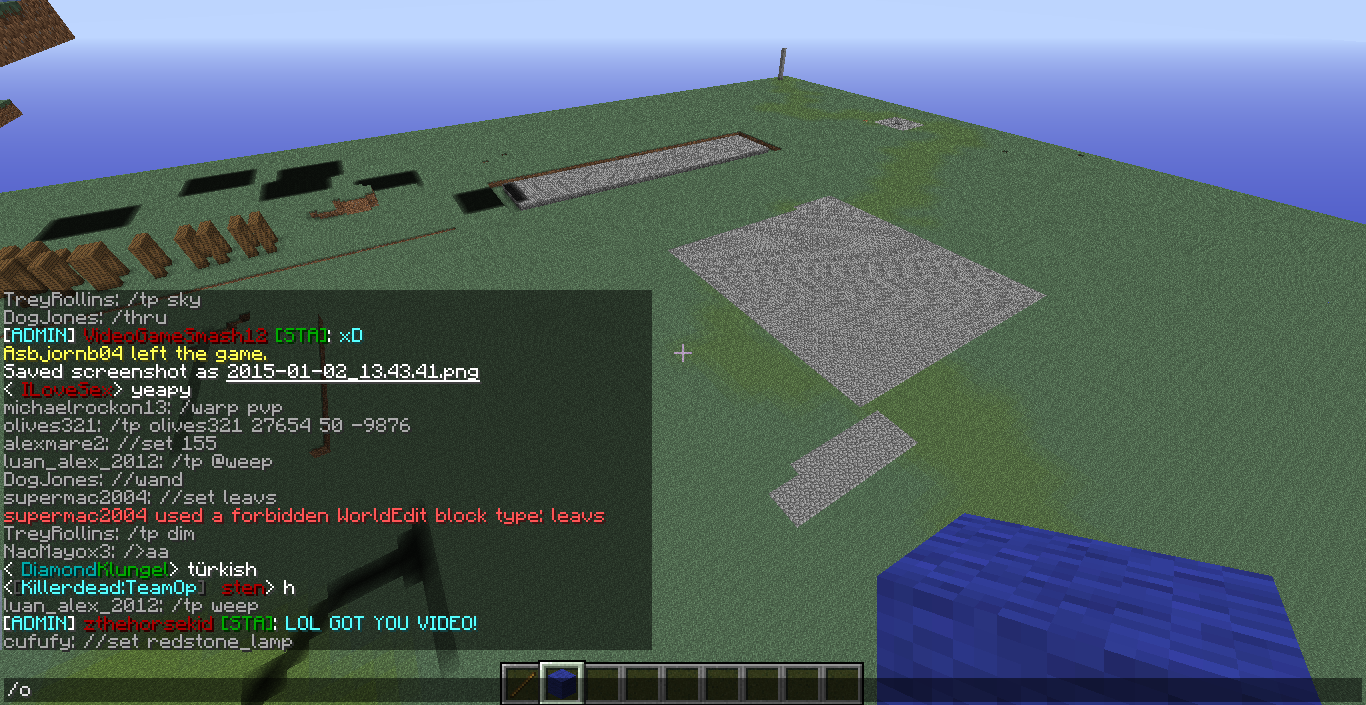 TreyRollins: /tp sky
DogJones: /thru
[ADMIN] VideoGameSmash12 [STA]: xD
Asbjornb04 left the game.
Saved screenshot as 2015-01-02_13.43.41.png
< ILoveSex> yeapy
michaelrockon13: /warp pvp
olives321: /tp olives321 27654 50 -9876
alexmare2: //set 155
luan_alex_2012: /tp @weep
DogJones: //wand
supermac2004: //set leavs
supermac2004 used a forbidden WorldEdit block type: leavs
TreyRollins: /tp dim
NaoMayox3: />aa
< DiamondKlungel> türkish
<[Killerdead:TeamOp] sten> h
luan_alex_2012: /tp weep
[ADMIN] zthehorsekid [STA]: LOL GOT YOU VIDEO!
cufufy: //set redstone_lamp
/o